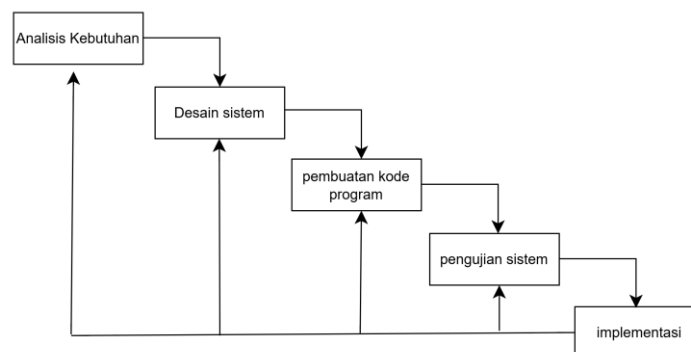 Analisis Kebutuhan
Desain sistem
pembuatan kode
program
pengujian sistem
implementasi